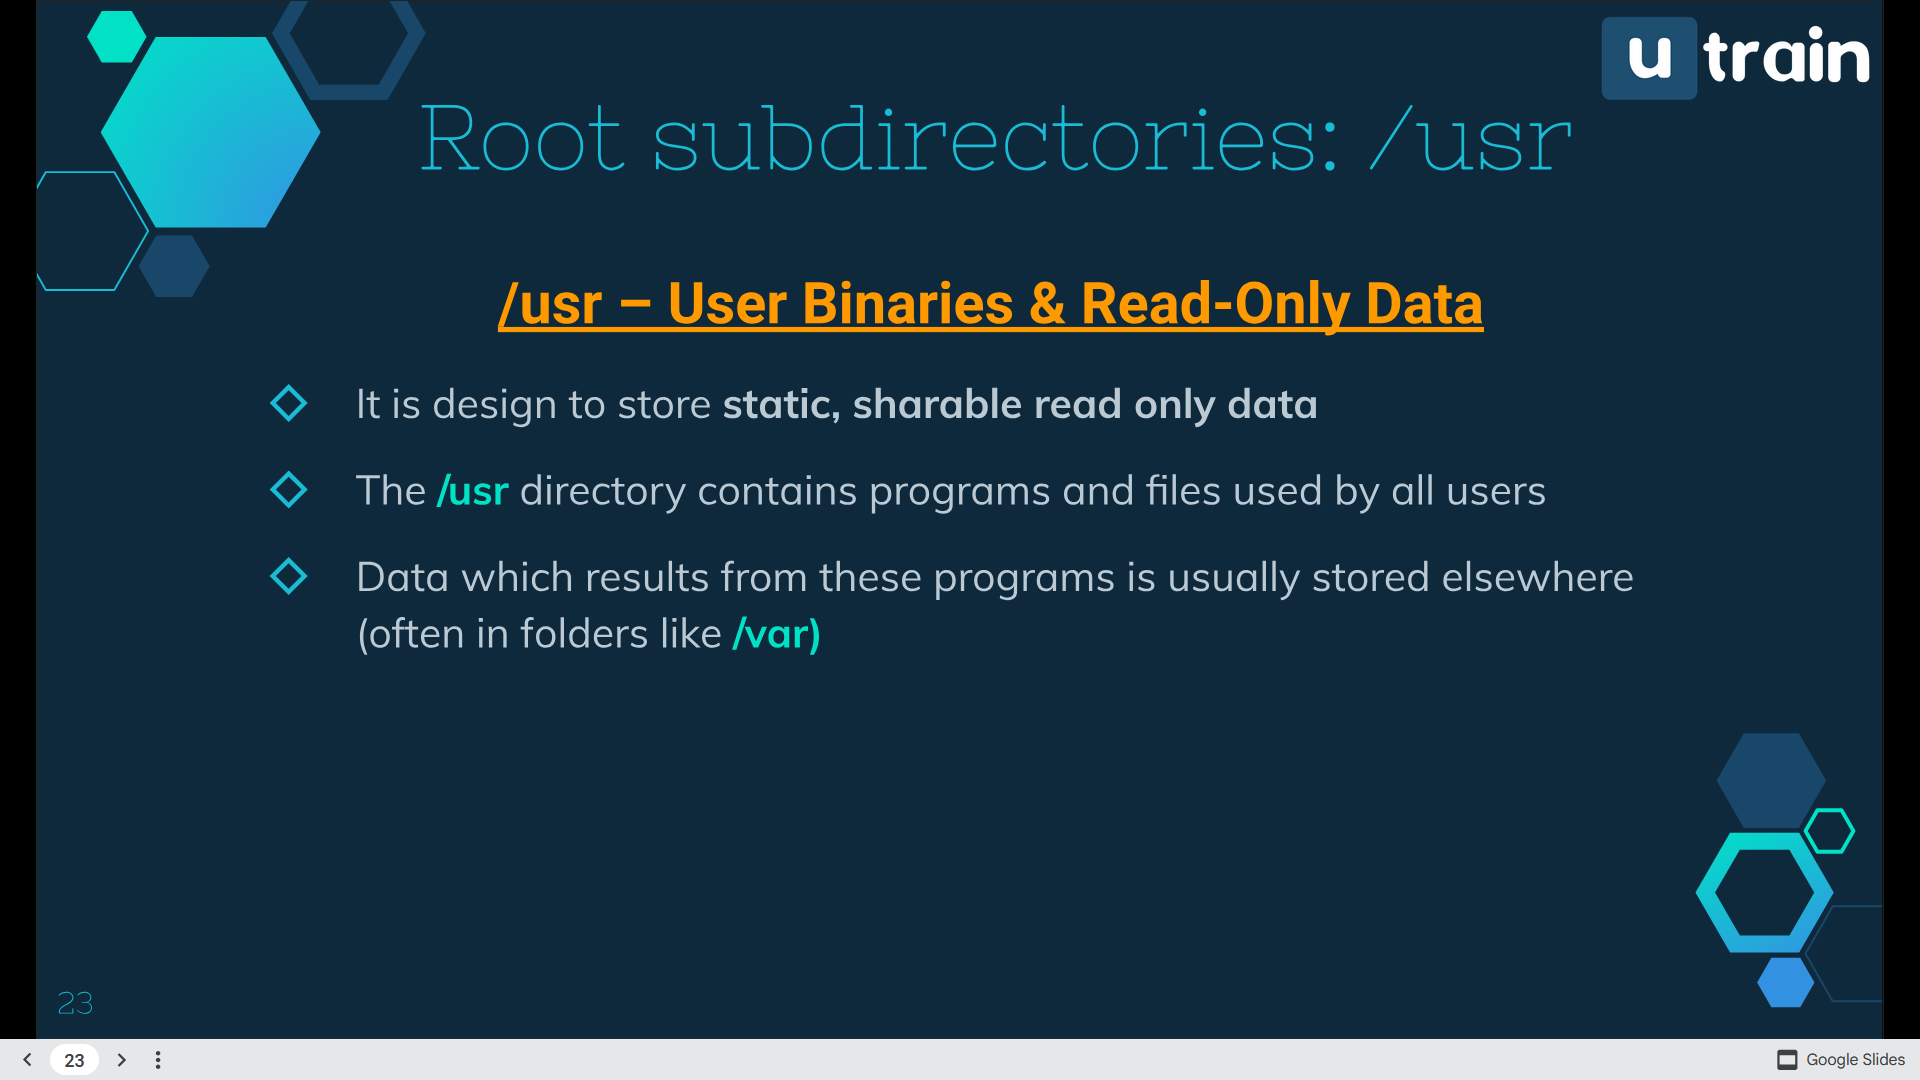 u train
Root subdirectories: /usr
/usr – User Binaries & Read-Only Data
It is design to store static, sharable read only data
The /usr directory contains programs and files used by all users
Data which results from these programs is usually stored elsewhere
(often in folders like /var)
23
23
Google Slides